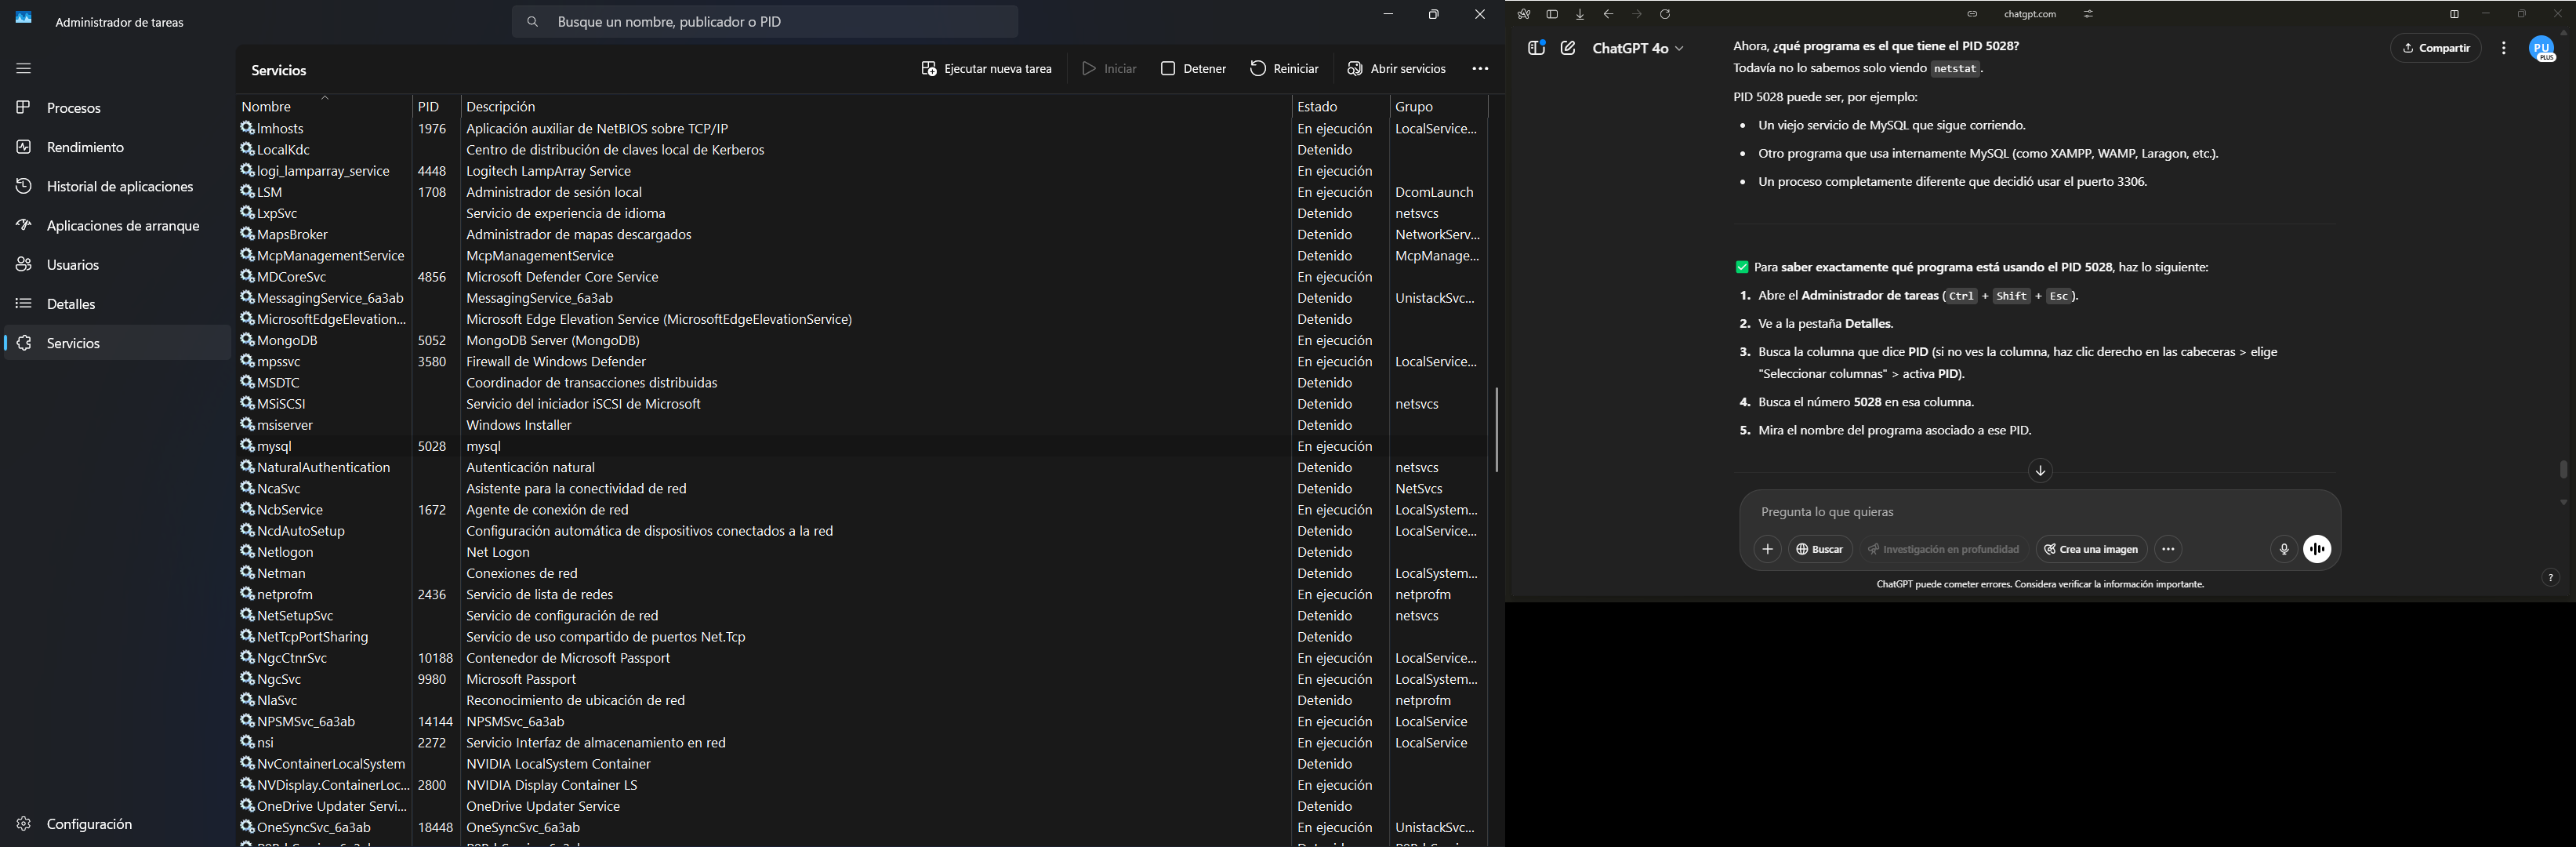 Administrador de tareas
Busque un nombre, publicador o PID
Procesos
Rendimiento
Historial de aplicaciones
Aplicaciones de arranque
Usuarios
Detalles
Servicios
Configuración
Servicios
Ejecutar nueva tarea
Iniciar
Detener
Reiniciar
Abrir servicios
Nombre PID Descripción Estado Grupo
lmhosts 1976 Aplicación auxiliar de NetBIOS sobre TCP/IP En ejecución LocalService...
LocalKdc Centro de distribución de claves local de Kerberos Detenido
logi_lamparray_service 4448 Logitech LampArray Service En ejecución
LSM 1708 Administrador de sesión local En ejecución DcomLaunch
LxpSvc Servicio de experiencia de idioma Detenido netsvcs
MapsBroker Administrador de mapas descargados Detenido NetworkServ...
McpManagementService McpManagementService Detenido McpManage...
MDCoreSvc 4856 Microsoft Defender Core Service En ejecución
MessagingService_6a3ab MessagingService_6a3ab Detenido UnistackSvc...
MicrosoftEdgeElevation... Microsoft Edge Elevation Service (MicrosoftEdgeElevationService) Detenido
MongoDB 5052 MongoDB Server (MongoDB) En ejecución
mpssvc 3580 Firewall de Windows Defender En ejecución LocalService...
MSDTC Coordinador de transacciones distribuidas Detenido
MSiSCSI Servicio del iniciador iSCSI de Microsoft Detenido netsvcs
msiserver Windows Installer Detenido
mysql 5028 mysql En ejecución
NaturalAuthentication Autenticación natural Detenido netsvcs
NcaSvc Asistente para la conectividad de red Detenido NetSvcs
NcbService 1672 Agente de conexión de red En ejecución LocalSystem...
NcdAutoSetup Configuración automática de dispositivos conectados a la red Detenido LocalService...
Netlogon Net Logon Detenido
Netman Conexiones de red Detenido LocalSystem...
netprofm 2436 Servicio de lista de redes En ejecución netprofm
NetSetupSvc Servicio de configuración de red Detenido netsvcs
NetTcpPortSharing Servicio de uso compartido de puertos Net.Tcp Detenido
NgcCtnrSvc 10188 Contenedor de Microsoft Passport En ejecución LocalService...
NgcSvc 9980 Microsoft Passport En ejecución LocalSystem...
NlaSvc Reconocimiento de ubicación de red Detenido netprofm
NPSMSvc_6a3ab 14144 NPSMSvc_6a3ab En ejecución LocalService
nsi 2272 Servicio Interfaz de almacenamiento en red En ejecución LocalService
NvContainerLocalSystem NVIDIA LocalSystem Container Detenido
NVDisplay.ContainerLoc... 2800 NVIDIA Display Container LS En ejecución
OneDrive Updater Servi... OneDrive Updater Service Detenido
OneSyncSvc_6a3ab 18448 OneSyncSvc_6a3ab En ejecución UnistackSvc...
chatgpt.com
ChatGPT 4o
Compartir
PU
PLUS
Ahora, ¿qué programa es el que tiene el PID 5028?
Todavía no lo sabemos solo viendo netstat.
PID 5028 puede ser, por ejemplo:
• Un viejo servicio de MySQL que sigue corriendo.
• Otro programa que usa internamente MySQL (como XAMPP, WAMP, Laragon, etc.).
• Un proceso completamente diferente que decidió usar el puerto 3306.
✅ Para saber exactamente qué programa está usando el PID 5028, haz lo siguiente:
1. Abre el Administrador de tareas (Ctrl + Shift + Esc).
2. Ve a la pestaña Detalles.
3. Busca la columna que dice PID (si no ves la columna, haz clic derecho en las cabeceras > elige
"Seleccionar columnas" > activa PID).
4. Busca el número 5028 en esa columna.
5. Mira el nombre del programa asociado a ese PID.
Pregunta lo que quieras
Buscar
Investigación en profundidad
Crea una imagen
ChatGPT puede cometer errores. Considera verificar la información importante.
?